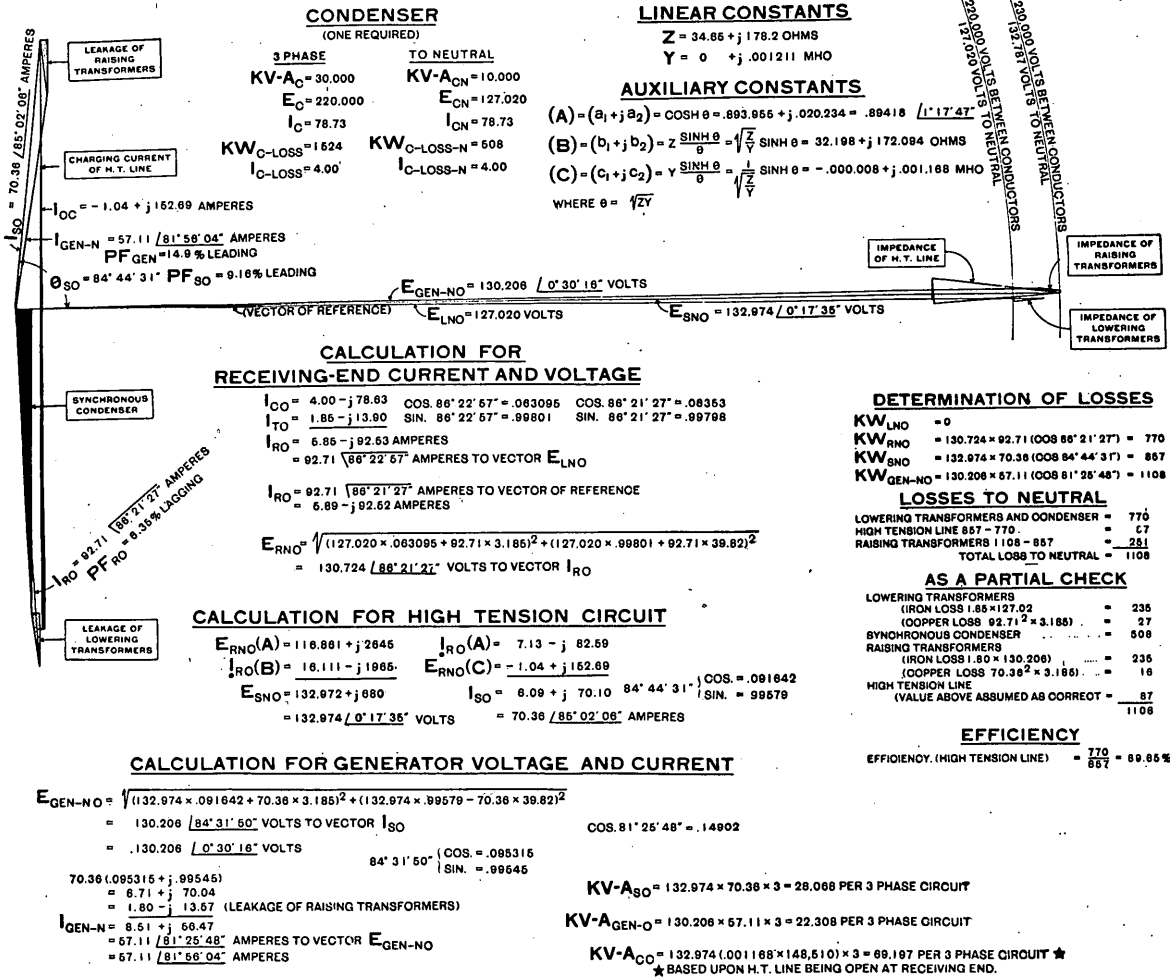 CONDENSER
(ONE REQUIRED)
3 PHASE TO NEUTRAL
KV-A_C = 30,000 KV-A_CN = 10,000
E_C = 220.000 E_CN = 127.020
I_C = 78.73 I_CN = 78.73
KW_C-LOSS = 1524 KW_C-LOSS-N = 508
I_C-LOSS = 4.00 I_C-LOSS-N = 4.00
LINEAR CONSTANTS
Z = 34.65 + j 178.2 OHMS
Y = 0 + j .001211 MHO
AUXILIARY CONSTANTS
(A) = (a₁ + j a₂) = COSH θ = .893.955 + j .020.234 = .89418 /1° 17' 47"
(B) = (b₁ + j b₂) = Z SINH θ/θ = √(Z/Y) SINH θ = 32.198 + j 172.094 OHMS
(C) = (c₁ + j c₂) = Y SINH θ/θ = 1/√(Z/Y) SINH θ = -.000.008 + j .001.168 MHO
WHERE θ = √ZY
220.000 VOLTS BETWEEN CONDUCTORS
127.020 VOLTS TO NEUTRAL
230.000 VOLTS BETWEEN CONDUCTORS
132.787 VOLTS TO NEUTRAL
LEAKAGE OF RAISING TRANSFORMERS
I_SO = 70.36 /85° 02' 06" AMPERES
CHARGING CURRENT OF H.T. LINE
I_OC = -1.04 + j 152.69 AMPERES
I_GEN-N = 57.11 /81° 56' 04" AMPERES
PF_GEN = 14.9 % LEADING
θ_SO = 84° 44' 31" PF_SO = 9.16% LEADING
E_GEN-NO = 130.206 /0° 30' 16" VOLTS
(VECTOR OF REFERENCE) E_LNO = 127.020 VOLTS
E_SNO = 132.974 /0° 17' 35" VOLTS
IMPEDANCE OF H.T. LINE
IMPEDANCE OF RAISING TRANSFORMERS
IMPEDANCE OF LOWERING TRANSFORMERS
SYNCHRONOUS CONDENSER
I_RO = 92.71 \86° 21' 27" AMPERES
PF_RO = 6.35% LAGGING
LEAKAGE OF LOWERING TRANSFORMERS
CALCULATION FOR
RECEIVING-END CURRENT AND VOLTAGE
I_CO = 4.00 - j 78.63 COS. 86° 22' 57" = .063095 COS. 86° 21' 27" = .06353
I_TO = 1.85 - j 13.90 SIN. 86° 22' 57" = .99801 SIN. 86° 21' 27" = .99798
I_RO = 5.85 - j 92.53 AMPERES
= 92.71 \86° 22' 57" AMPERES TO VECTOR E_LNO
I_RO = 92.71 \86° 21' 27" AMPERES TO VECTOR OF REFERENCE
= 5.89 - j 92.52 AMPERES
E_RNO = √(127.020 × .063095 + 92.71 × 3.185)² + (127.020 × .99801 + 92.71 × 39.82)²
= 130.724 /86° 21' 27" VOLTS TO VECTOR I_RO
CALCULATION FOR HIGH TENSION CIRCUIT
E_RNO(A) = 116.861 + j 2645 I_RO(A) = 7.13 - j 82.59
I_RO(B) = 16.111 - j 1965 E_RNO(C) = -1.04 + j 152.69
E_SNO = 132.972 + j 680 I_SO = 6.09 + j 70.10 84° 44' 31" { COS. = .091642 SIN. = 99579
= 132.974 /0° 17' 35" VOLTS = 70.36 /85° 02' 06" AMPERES
DETERMINATION OF LOSSES
KW_LNO = 0
KW_RNO = 130.724 × 92.71 (COS 86° 21' 27") = 770
KW_SNO = 132.974 × 70.36 (COS 84° 44' 31") = 857
KW_GEN-NO = 130.206 × 57.11 (COS 81° 25' 48") = 1108
LOSSES TO NEUTRAL
LOWERING TRANSFORMERS AND CONDENSER = 770
HIGH TENSION LINE 857 - 770 = 87
RAISING TRANSFORMERS 1108 - 857 = 251
TOTAL LOSS TO NEUTRAL = 1108
AS A PARTIAL CHECK
LOWERING TRANSFORMERS
(IRON LOSS 1.85 × 127.02 = 235
(COPPER LOSS 92.71² × 3.185) = 27
SYNCHRONOUS CONDENSER = 508
RAISING TRANSFORMERS
(IRON LOSS 1.80 × 130.206) = 235
(COPPER LOSS 70.36² × 3.185) = 16
HIGH TENSION LINE
(VALUE ABOVE ASSUMED AS CORRECT = 87
1108
EFFICIENCY
EFFICIENCY. (HIGH TENSION LINE) = 770/857 = 89.85%
CALCULATION FOR GENERATOR VOLTAGE AND CURRENT
E_GEN-NO = √(132.974 × .091642 + 70.36 × 3.185)² + (132.974 × .99579 - 70.36 × 39.82)²
= 130.206 /84° 31' 50" VOLTS TO VECTOR I_SO COS. 81° 25' 48" = .14902
= .130.206 /0° 30' 16" VOLTS
84° 31' 50" { COS. = .095315 SIN. = .99545
70.36 (.095315 + j .99545)
= 6.71 + j 70.04
= 1.80 - j 13.57 (LEAKAGE OF RAISING TRANSFORMERS)
I_GEN-N = 8.51 + j 56.47
= 57.11 /81° 25' 48" AMPERES TO VECTOR E_GEN-NO
= 57.11 /81° 56' 04" AMPERES
KV-A_SO = 132.974 × 70.36 × 3 = 28,068 PER 3 PHASE CIRCUIT
KV-A_GEN-O = 130.206 × 57.11 × 3 = 22,308 PER 3 PHASE CIRCUIT
KV-A_CO = 132.974 (.001168 × 148,510) × 3 = 69,197 PER 3 PHASE CIRCUIT ★
★ BASED UPON H.T. LINE BEING OPEN AT RECEIVING END.